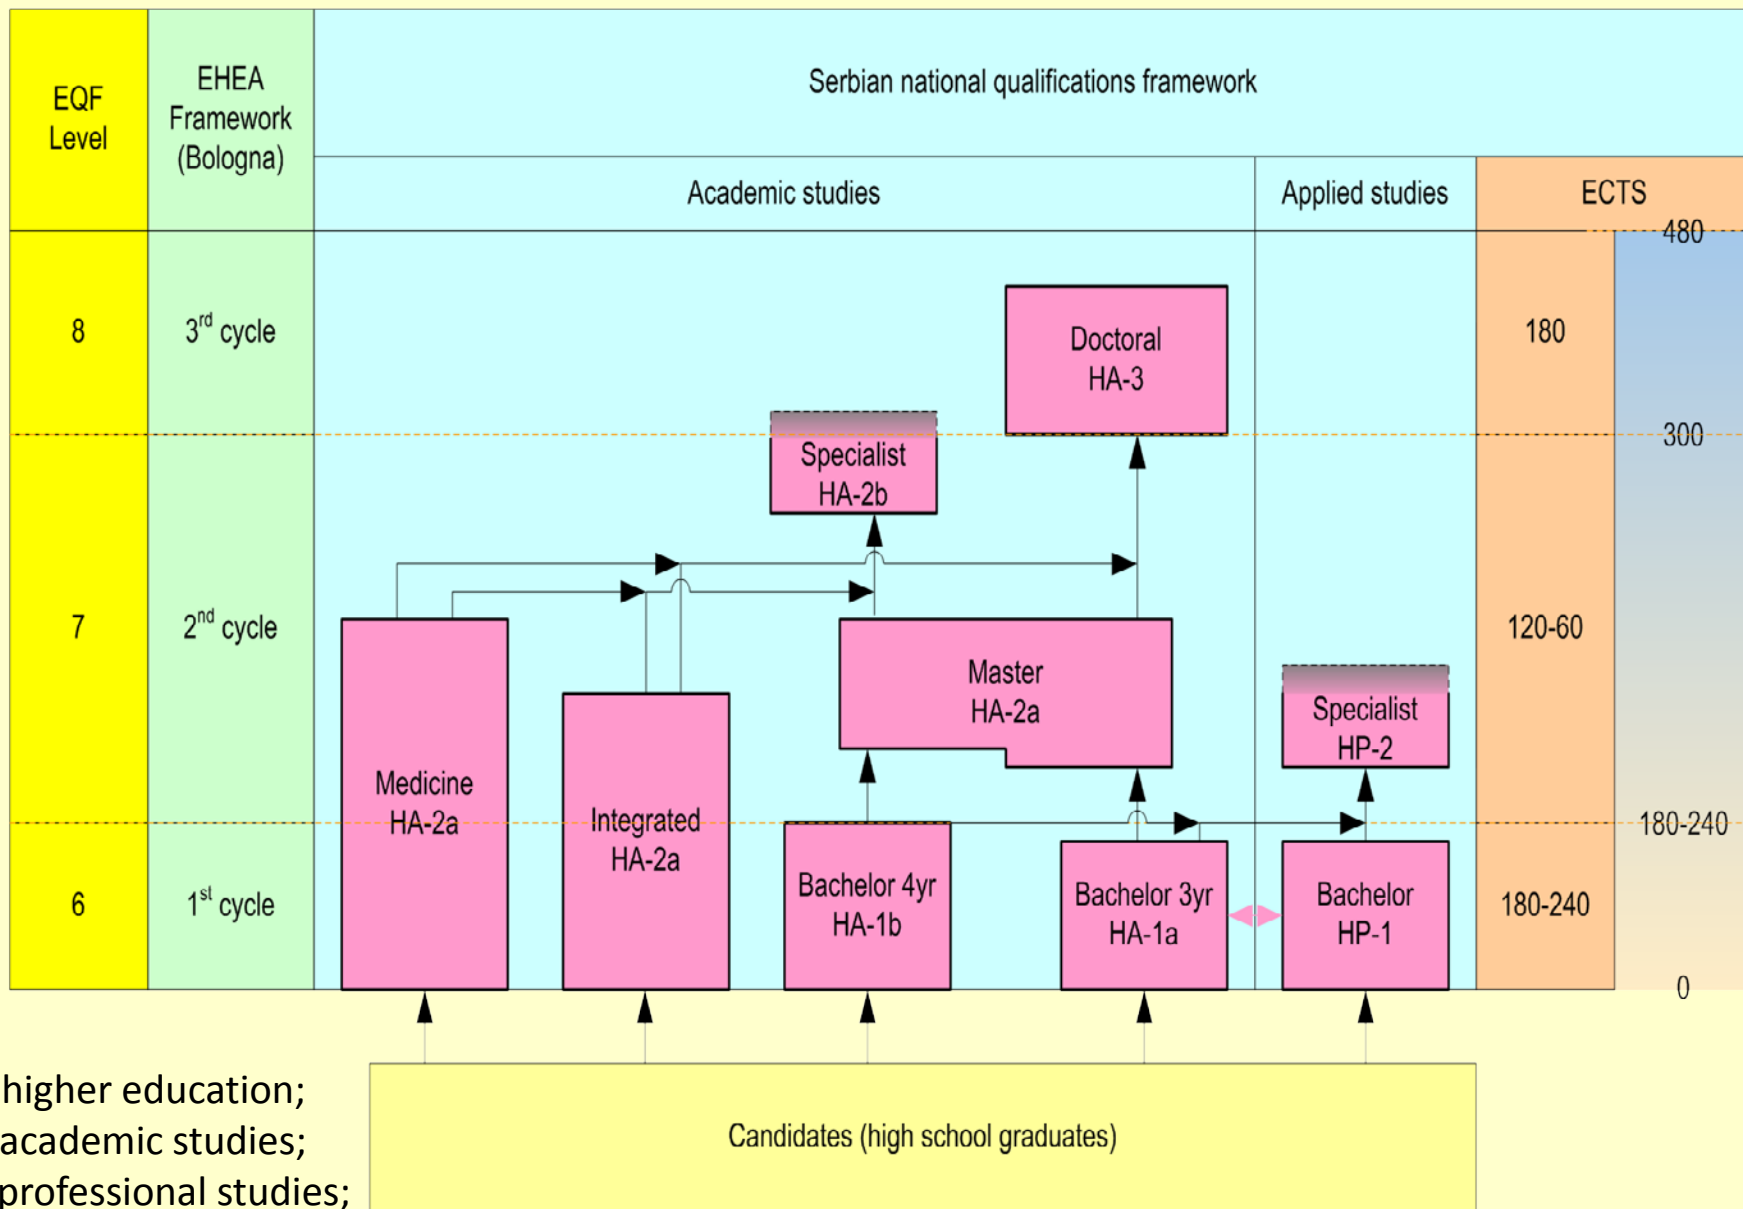 EQF
Level
EHEA
Framework
(Bologna)
Serbian national qualifications framework
Academic studies
Applied studies
ECTS
480
8
3rd cycle
Doctoral
HA-3
180
300
Specialist
HA-2b
7
2nd cycle
120-60
Master
HA-2a
Specialist
HP-2
Medicine
HA-2a
Integrated
HA-2a
180-240
6
1st cycle
Bachelor 4yr
HA-1b
Bachelor 3yr
HA-1a
Bachelor
HP-1
180-240
0
higher education;
academic studies;
professional studies;
Candidates (high school graduates)